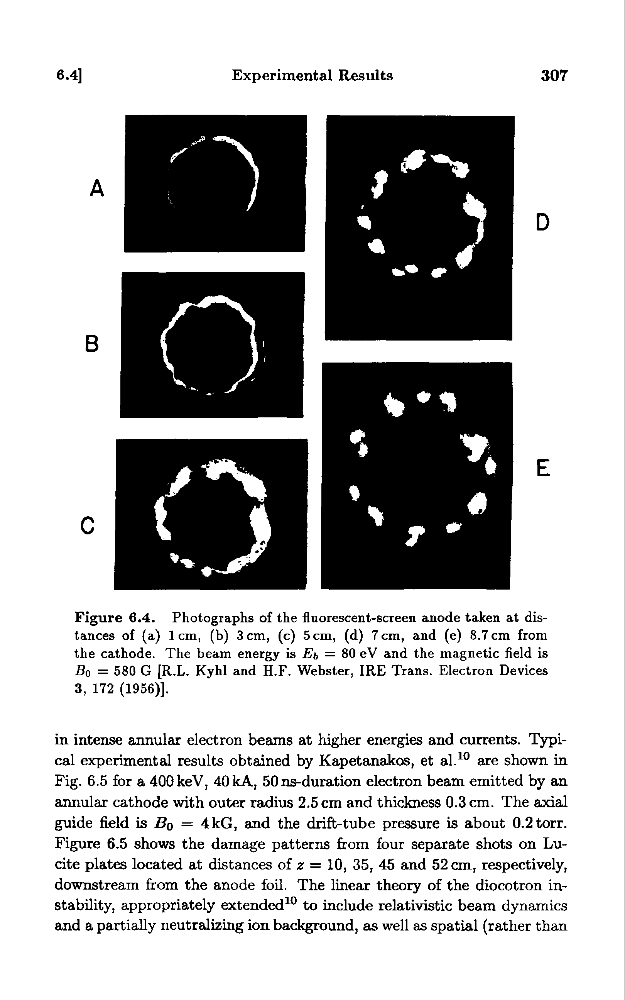 6.4] Experimental Results 307
A
D
B
E
C
Figure 6.4. Photographs of the fluorescent-screen anode taken at dis-
tances of (a) 1 cm, (b) 3 cm, (c) 5 cm, (d) 7 cm, and (e) 8.7 cm from
the cathode. The beam energy is E_b = 80 eV and the magnetic field is
B_0 = 580 G [R.L. Kyhl and H.F. Webster, IRE Trans. Electron Devices
3, 172 (1956)].
in intense annular electron beams at higher energies and currents. Typi-
cal experimental results obtained by Kapetanakos, et al.¹⁰ are shown in
Fig. 6.5 for a 400 keV, 40 kA, 50 ns-duration electron beam emitted by an
annular cathode with outer radius 2.5 cm and thickness 0.3 cm. The axial
guide field is B_0 = 4 kG, and the drift-tube pressure is about 0.2 torr.
Figure 6.5 shows the damage patterns from four separate shots on Lu-
cite plates located at distances of z = 10, 35, 45 and 52 cm, respectively,
downstream from the anode foil. The linear theory of the diocotron in-
stability, appropriately extended¹⁰ to include relativistic beam dynamics
and a partially neutralizing ion background, as well as spatial (rather than